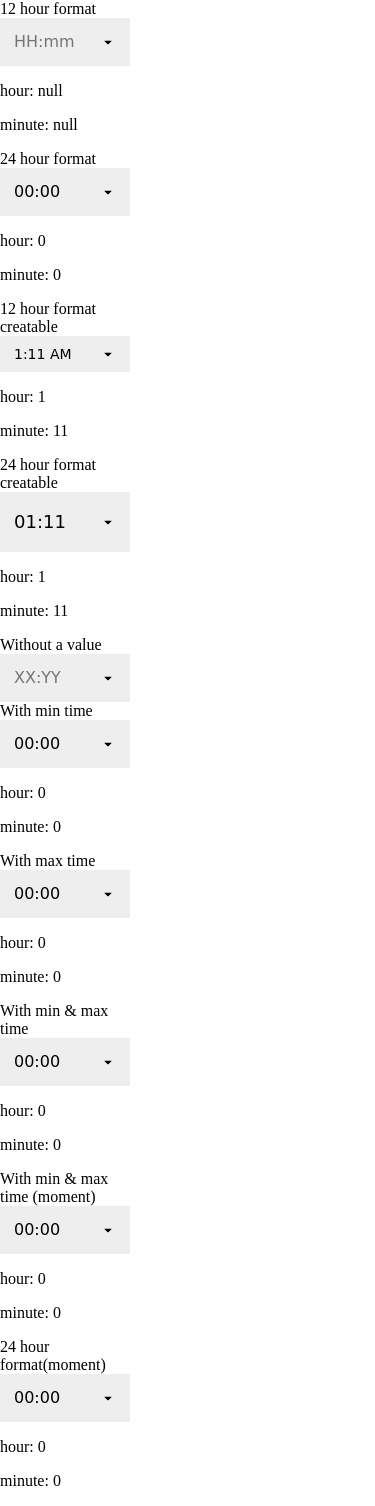 12 hour format
HH:mm
hour: null
minute: null
24 hour format
00:00
hour: 0
minute: 0
12 hour format
creatable
1:11 AM
hour: 1
minute: 11
24 hour format
creatable
01:11
hour: 1
minute: 11
Without a value
XX:YY
With min time
00:00
hour: 0
minute: 0
With max time
00:00
hour: 0
minute: 0
With min & max
time
00:00
hour: 0
minute: 0
With min & max
time (moment)
00:00
hour: 0
minute: 0
24 hour
format(moment)
00:00
hour: 0
minute: 0